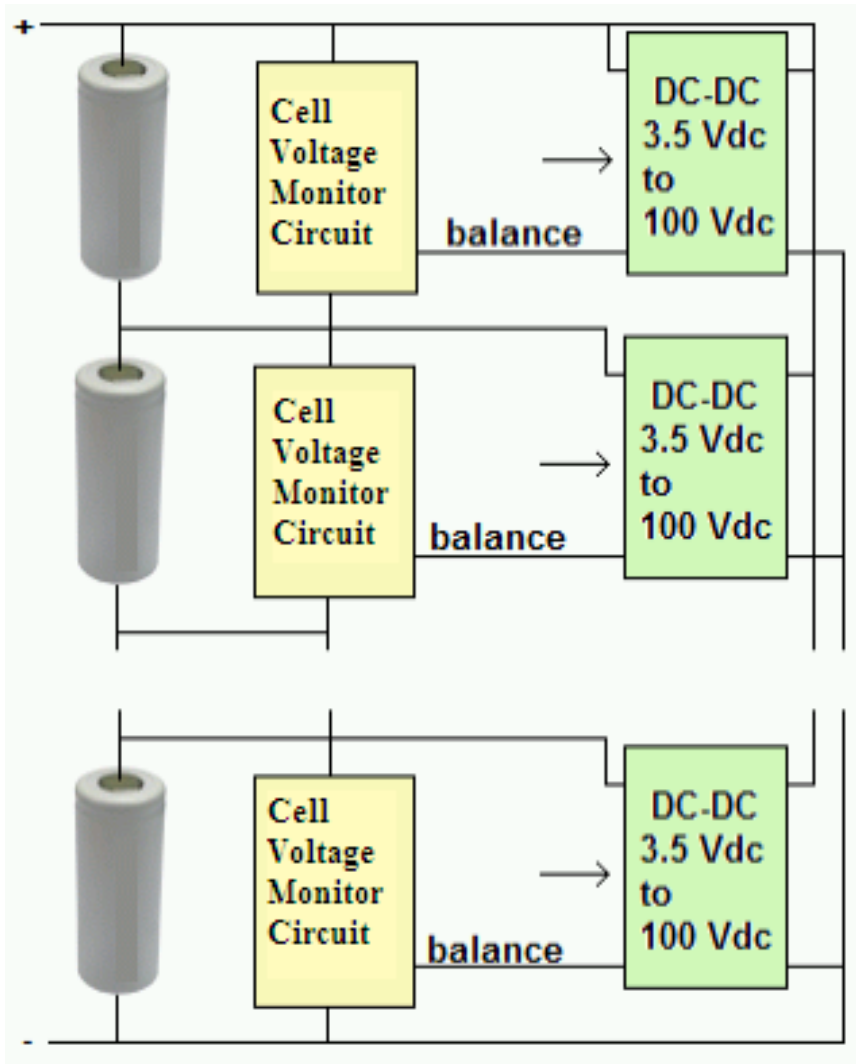 +
Cell
Voltage
Monitor
Circuit
balance
DC-DC
3.5 Vdc
to
100 Vdc
Cell
Voltage
Monitor
Circuit
balance
DC-DC
3.5 Vdc
to
100 Vdc
Cell
Voltage
Monitor
Circuit
balance
DC-DC
3.5 Vdc
to
100 Vdc
-